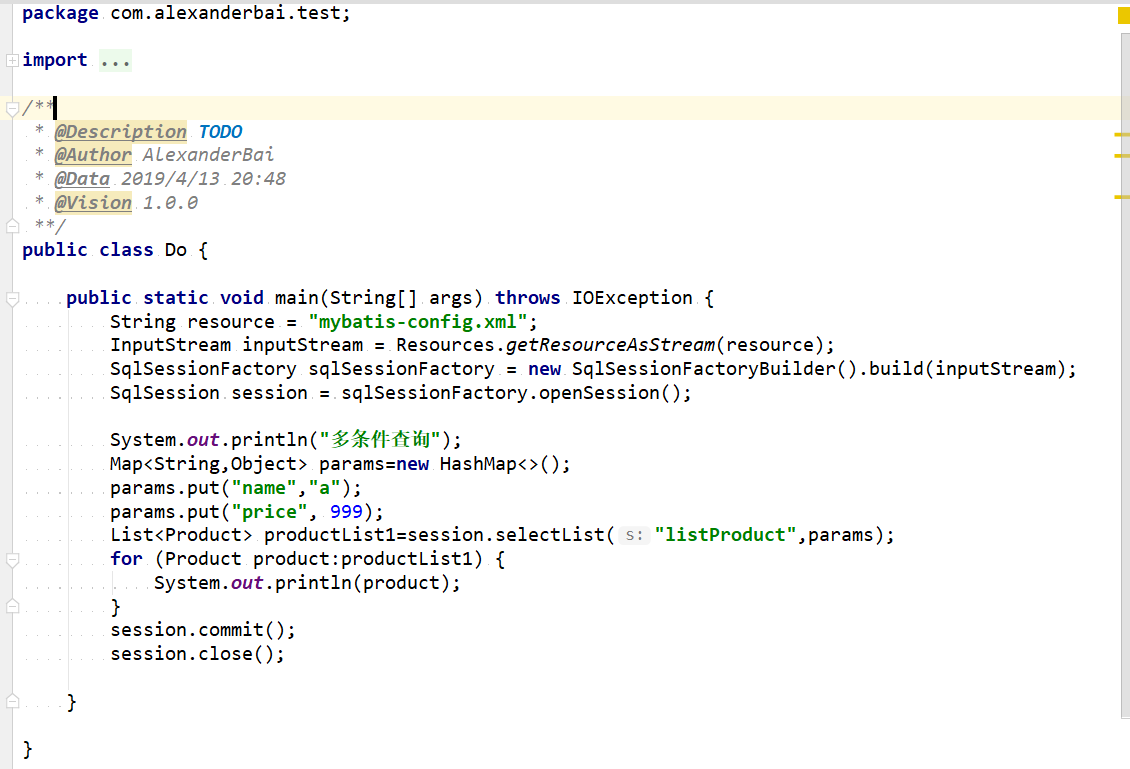 package com.alexanderbai.test;
import ...
/**
 * @Description TODO
 * @Author AlexanderBai
 * @Data 2019/4/13 20:48
 * @Vision 1.0.0
 **/
public class Do {
    public static void main(String[] args) throws IOException {
        String resource = "mybatis-config.xml";
        InputStream inputStream = Resources.getResourceAsStream(resource);
        SqlSessionFactory sqlSessionFactory = new SqlSessionFactoryBuilder().build(inputStream);
        SqlSession session = sqlSessionFactory.openSession();
        System.out.println("多条件查询");
        Map<String,Object> params=new HashMap<>();
        params.put("name","a");
        params.put("price", 999);
        List<Product> productList1=session.selectList( s: "listProduct",params);
        for (Product product:productList1) {
            System.out.println(product);
        }
        session.commit();
        session.close();
    }
}